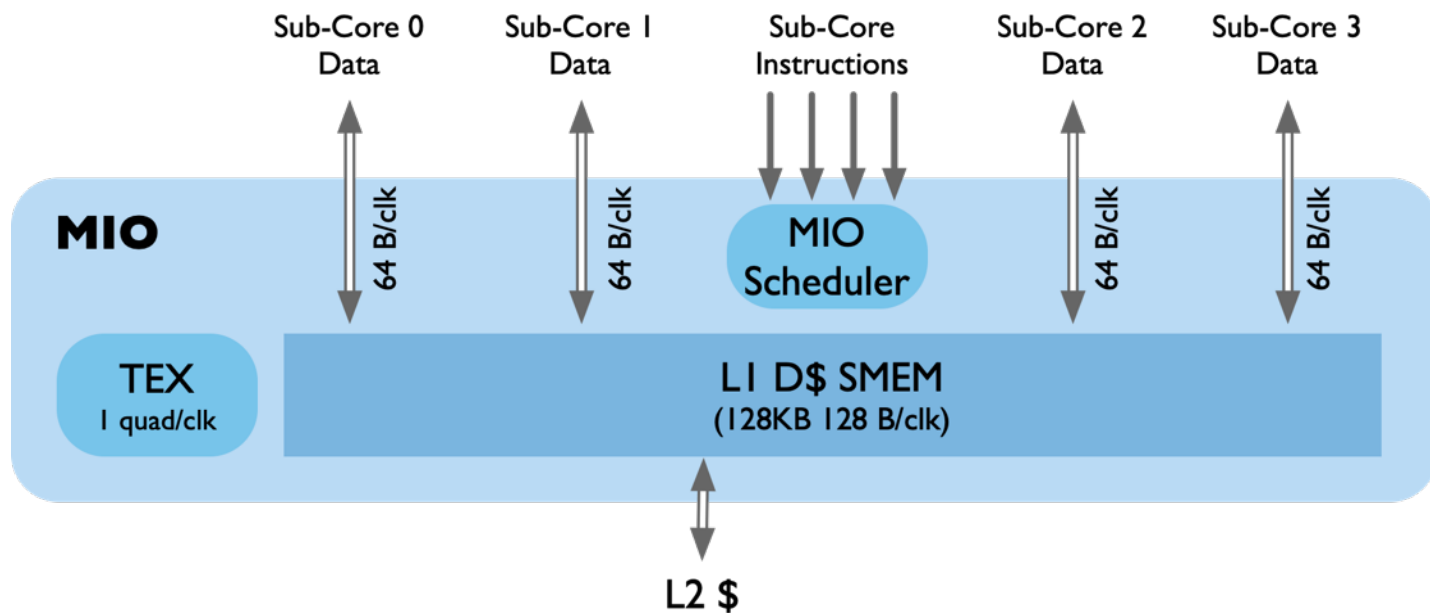 Sub-Core 0
Data
Sub-Core 1
Data
Sub-Core
Instructions
Sub-Core 2
Data
Sub-Core 3
Data
MIO
64 B/clk
64 B/clk
MIO
Scheduler
64 B/clk
64 B/clk
TEX
1 quad/clk
L1 D$ SMEM
(128KB 128 B/clk)
L2 $